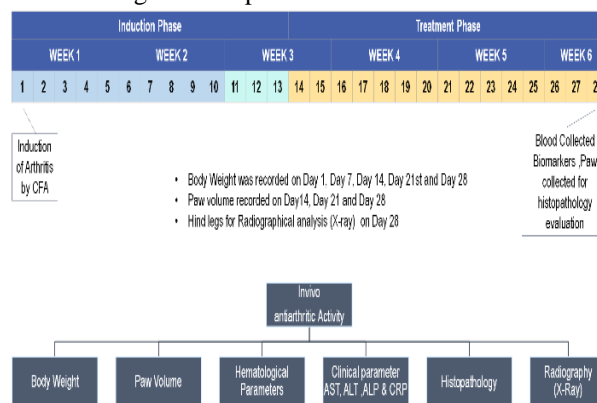 Induction Phase Treatment Phase
WEEK 1 WEEK 2 WEEK 3 WEEK 4 WEEK 5 WEEK 6
1 2 3 4 5 6 7 8 9 10 11 12 13 14 15 16 17 18 19 20 21 22 23 24 25 26 27 2
Induction
of Arthritis
by CFA
Blood Collected
Biomarkers ,Paw
collected for
histopathology
evaluation
• Body Weight was recorded on Day 1, Day 7, Day 14, Day 21st and Day 28
• Paw volume recorded on Day14, Day 21 and Day 28
• Hind legs for Radiographical analysis (X-ray) on Day 28
Invivo
antiarthritic Activity
Body Weight
Paw Volume
Hematological
Parameters
Clinical parameter
AST, ALT ,ALP & CRP
Histopathology
Radiography
(X-Ray)